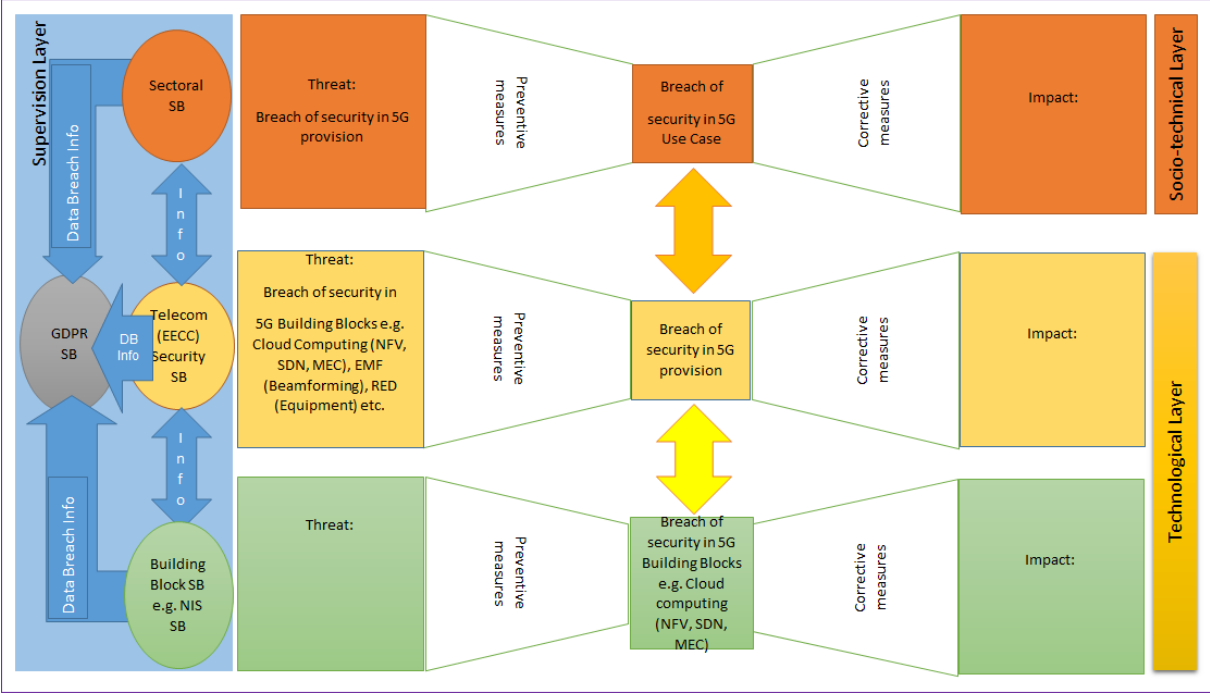 Supervision Layer
Sectoral
SB
Data Breach Info
I
n
f
o
GDPR
SB
DB
Info
Telecom
(EECC)
Security
SB
I
n
f
o
Data Breach Info
Building
Block SB
e.g. NIS
SB
Threat:
Breach of security in 5G
provision
Preventive
measures
Breach of
security in 5G
Use Case
Corrective
measures
Impact:
Socio-technical Layer
Threat:
Breach of security in
5G Building Blocks e.g.
Cloud Computing (NFV,
SDN, MEC), EMF
(Beamforming), RED
(Equipment) etc.
Preventive
measures
Breach of
security in 5G
provision
Corrective
measures
Impact:
Technological Layer
Threat:
Preventive
measures
Breach of
security in 5G
Building Blocks
e.g. Cloud
computing
(NFV, SDN,
MEC)
Corrective
measures
Impact: